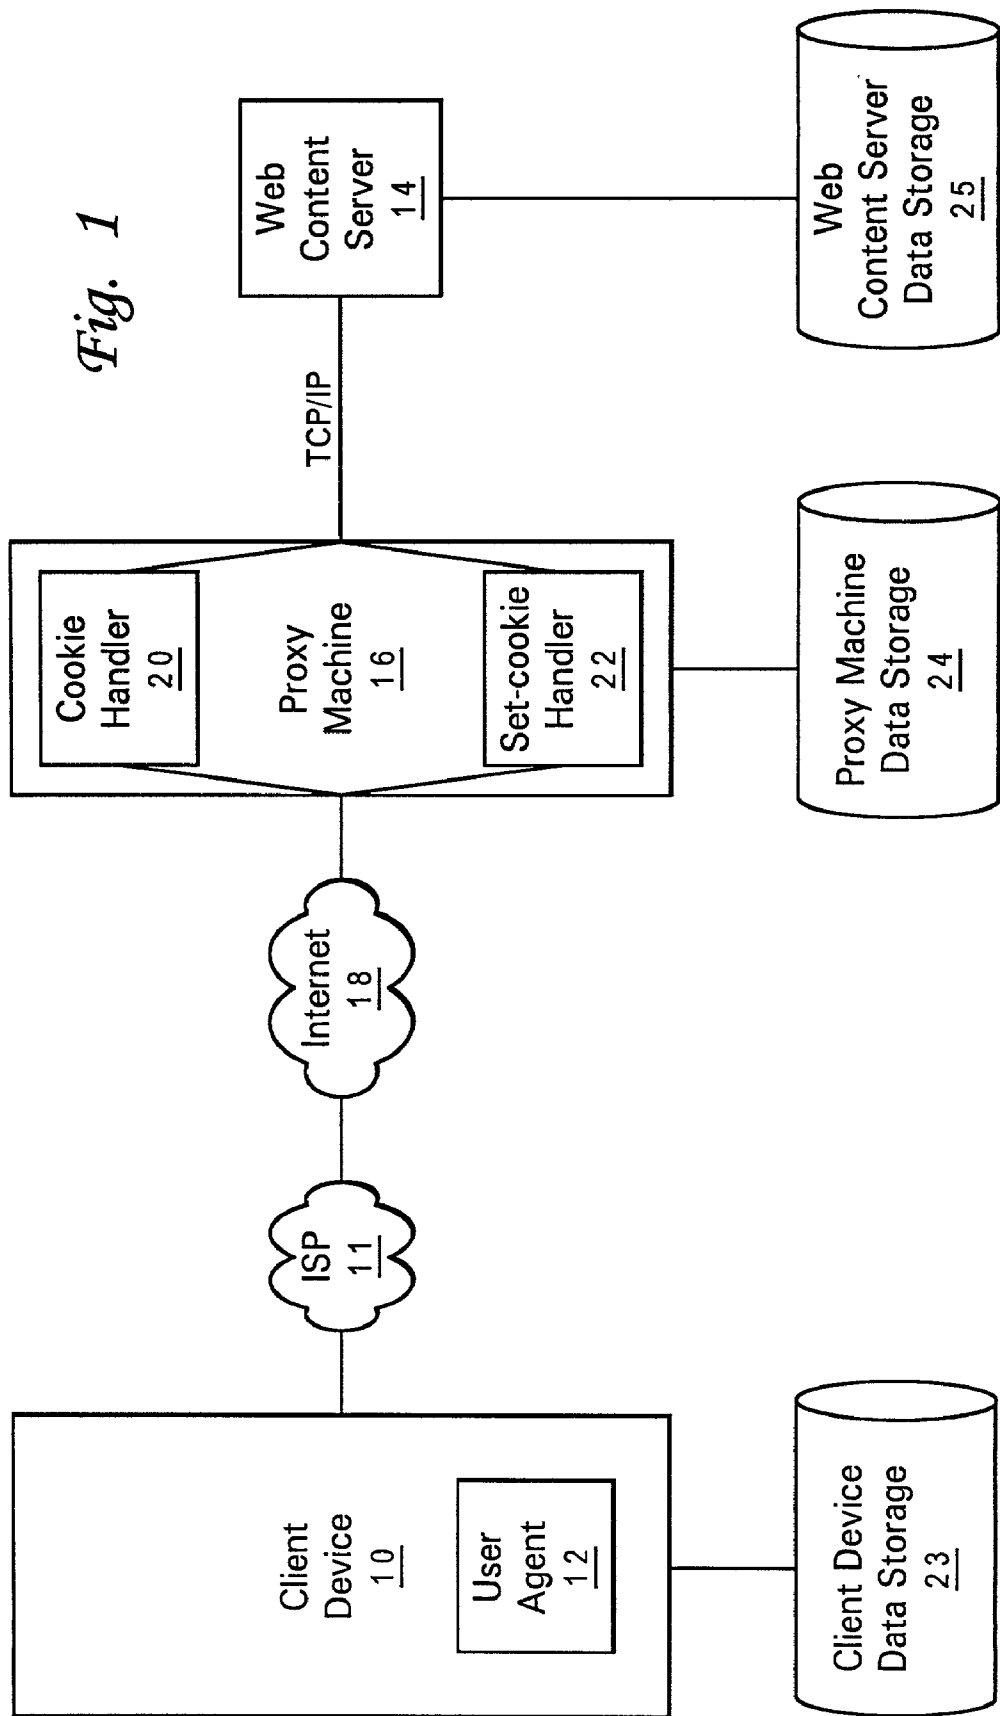 Fig. 1
Client
Device
10
User
Agent
12
Client Device
Data Storage
23
ISP
11
Internet
18
Cookie
Handler
20
Proxy
Machine
16
Set-cookie
Handler
22
Proxy Machine
Data Storage
24
TCP/IP
Web
Content
Server
14
Web
Content Server
Data Storage
25